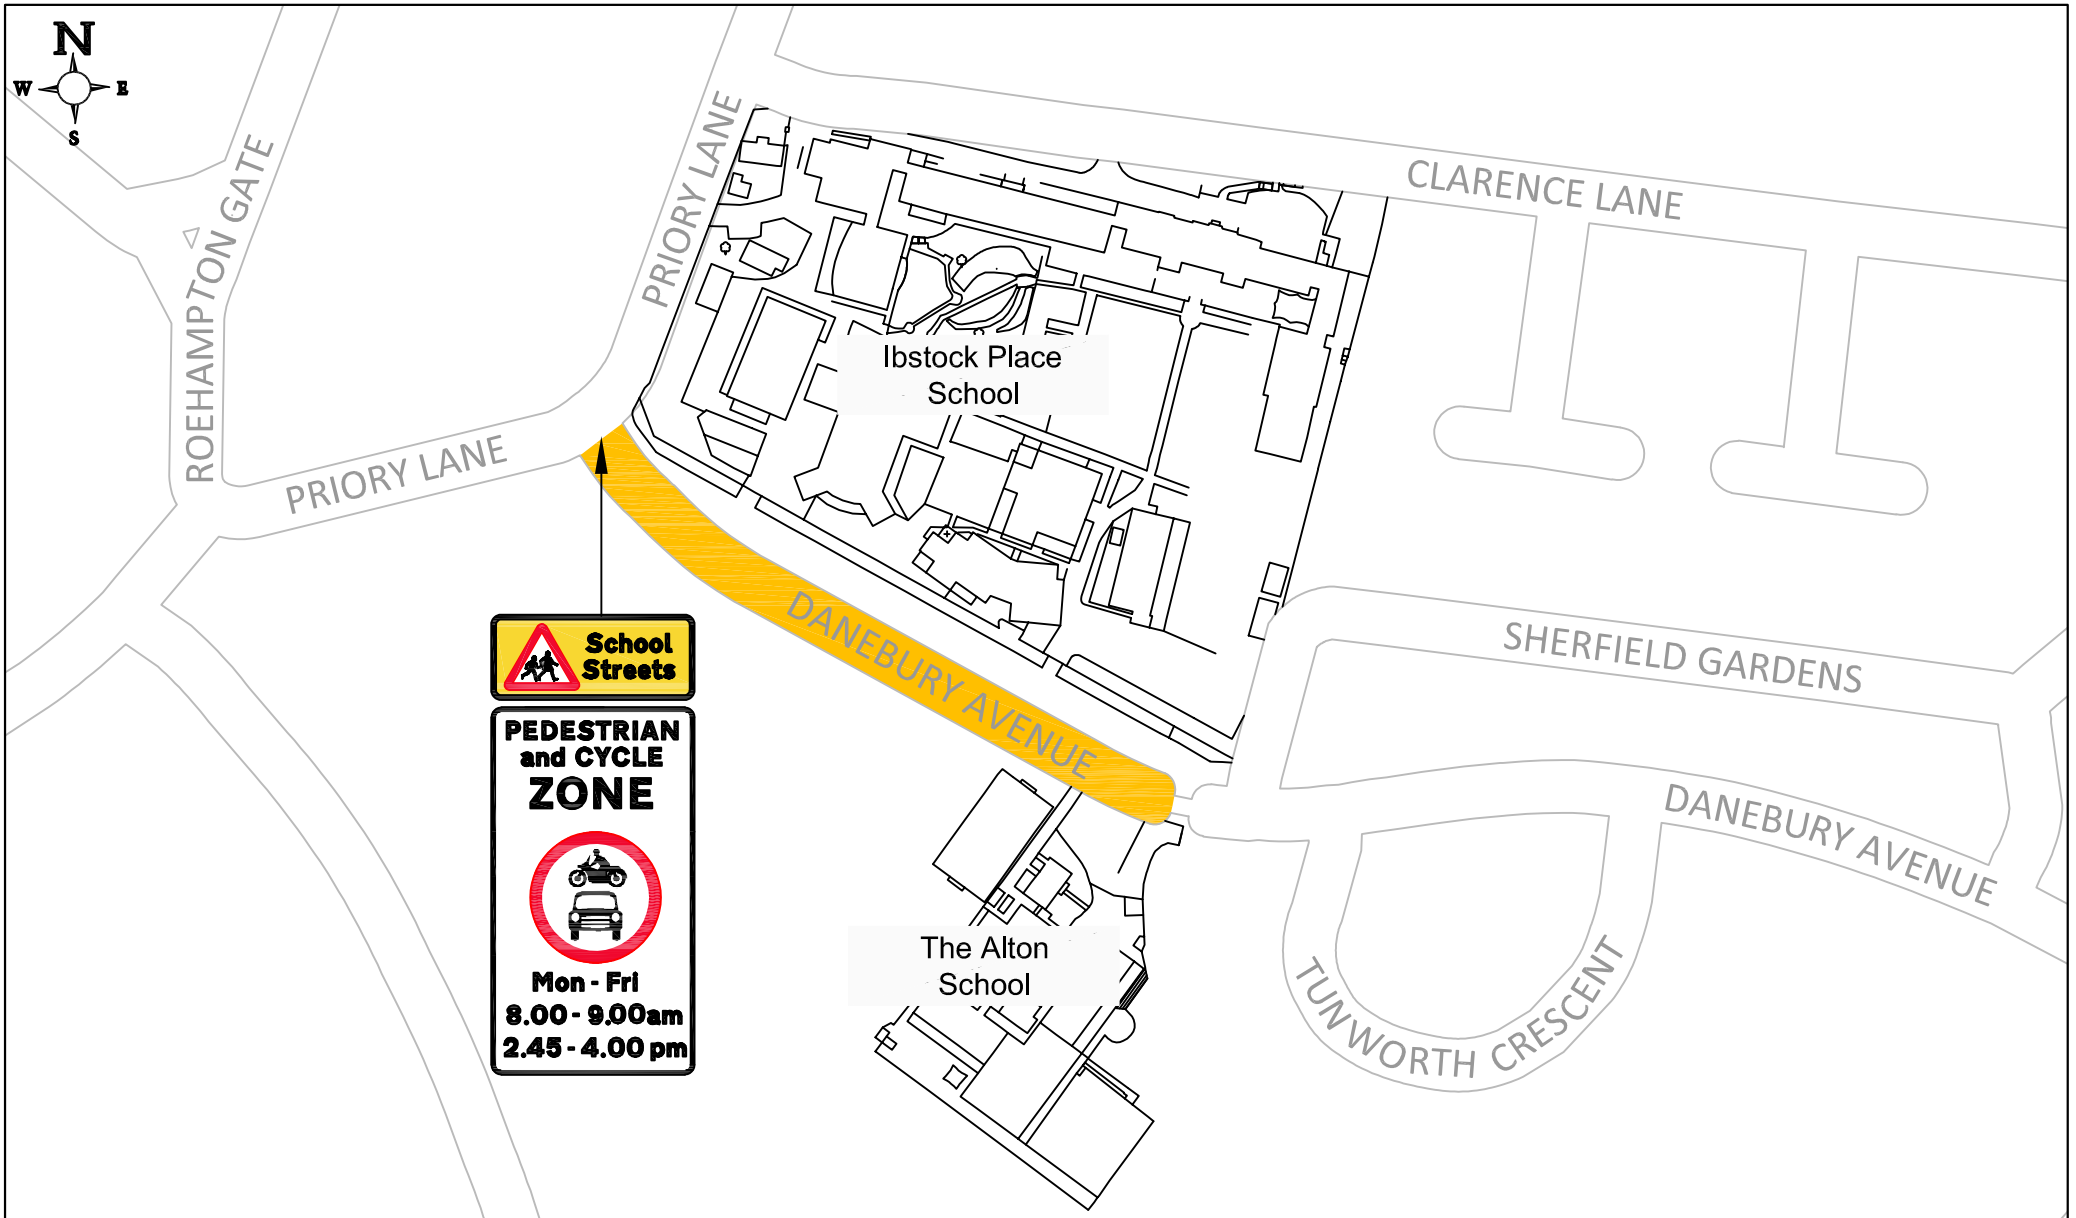 N
W
E
S
ROEHAMPTON GATE
PRIORY LANE
PRIORY LANE
CLARENCE LANE
Ibstock Place
School
DANEBURY AVENUE
SHERFIELD GARDENS
DANEBURY AVENUE
TUNWORTH CRESCENT
The Alton
School
School
Streets
PEDESTRIAN
and CYCLE
ZONE
Mon - Fri
8.00 - 9.00am
2.45 - 4.00 pm